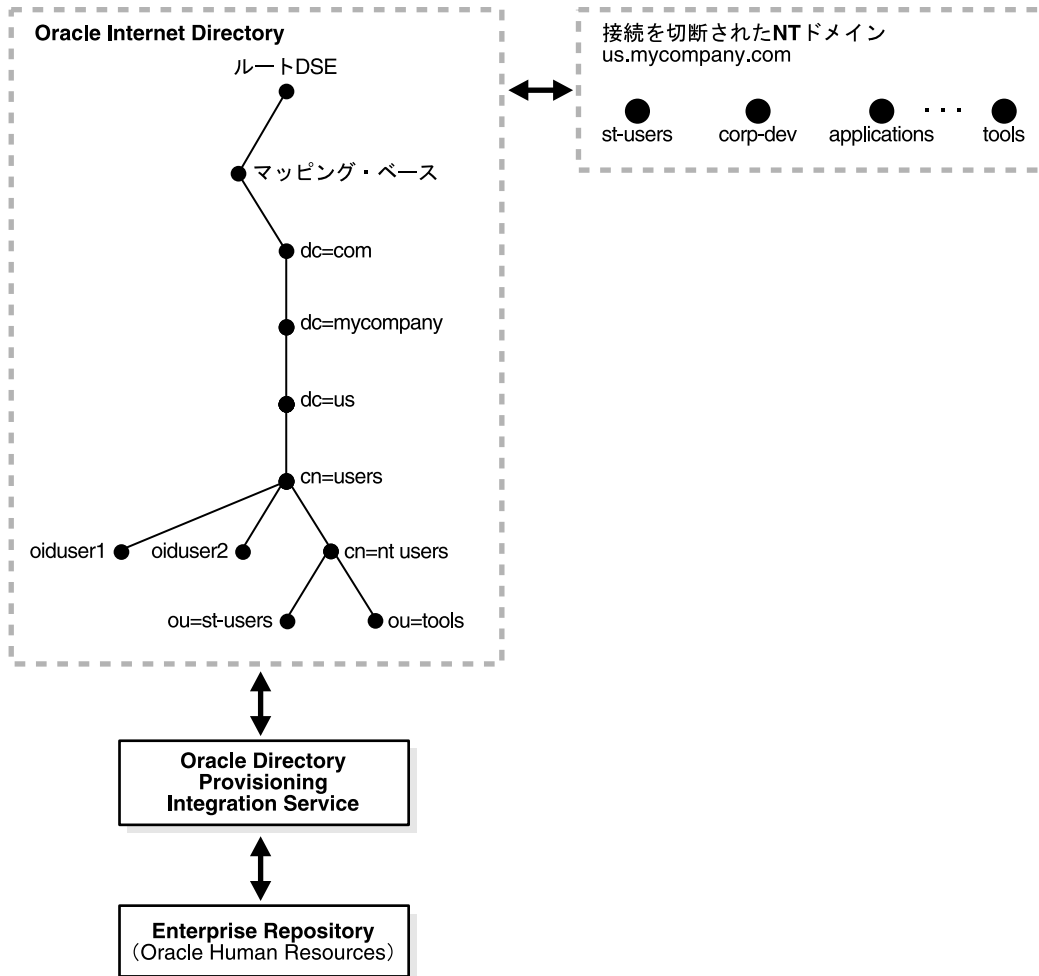 Oracle Internet Directory
ルートDSE
マッピング・ベース
dc=com
dc=mycompany
dc=us
cn=users
oiduser1
oiduser2
cn=nt users
ou=st-users
ou=tools
接続を切断されたNTドメイン
us.mycompany.com
st-users
corp-dev
applications
・・・
tools
Oracle Directory
Provisioning
Integration Service
Enterprise Repository
（Oracle Human Resources）